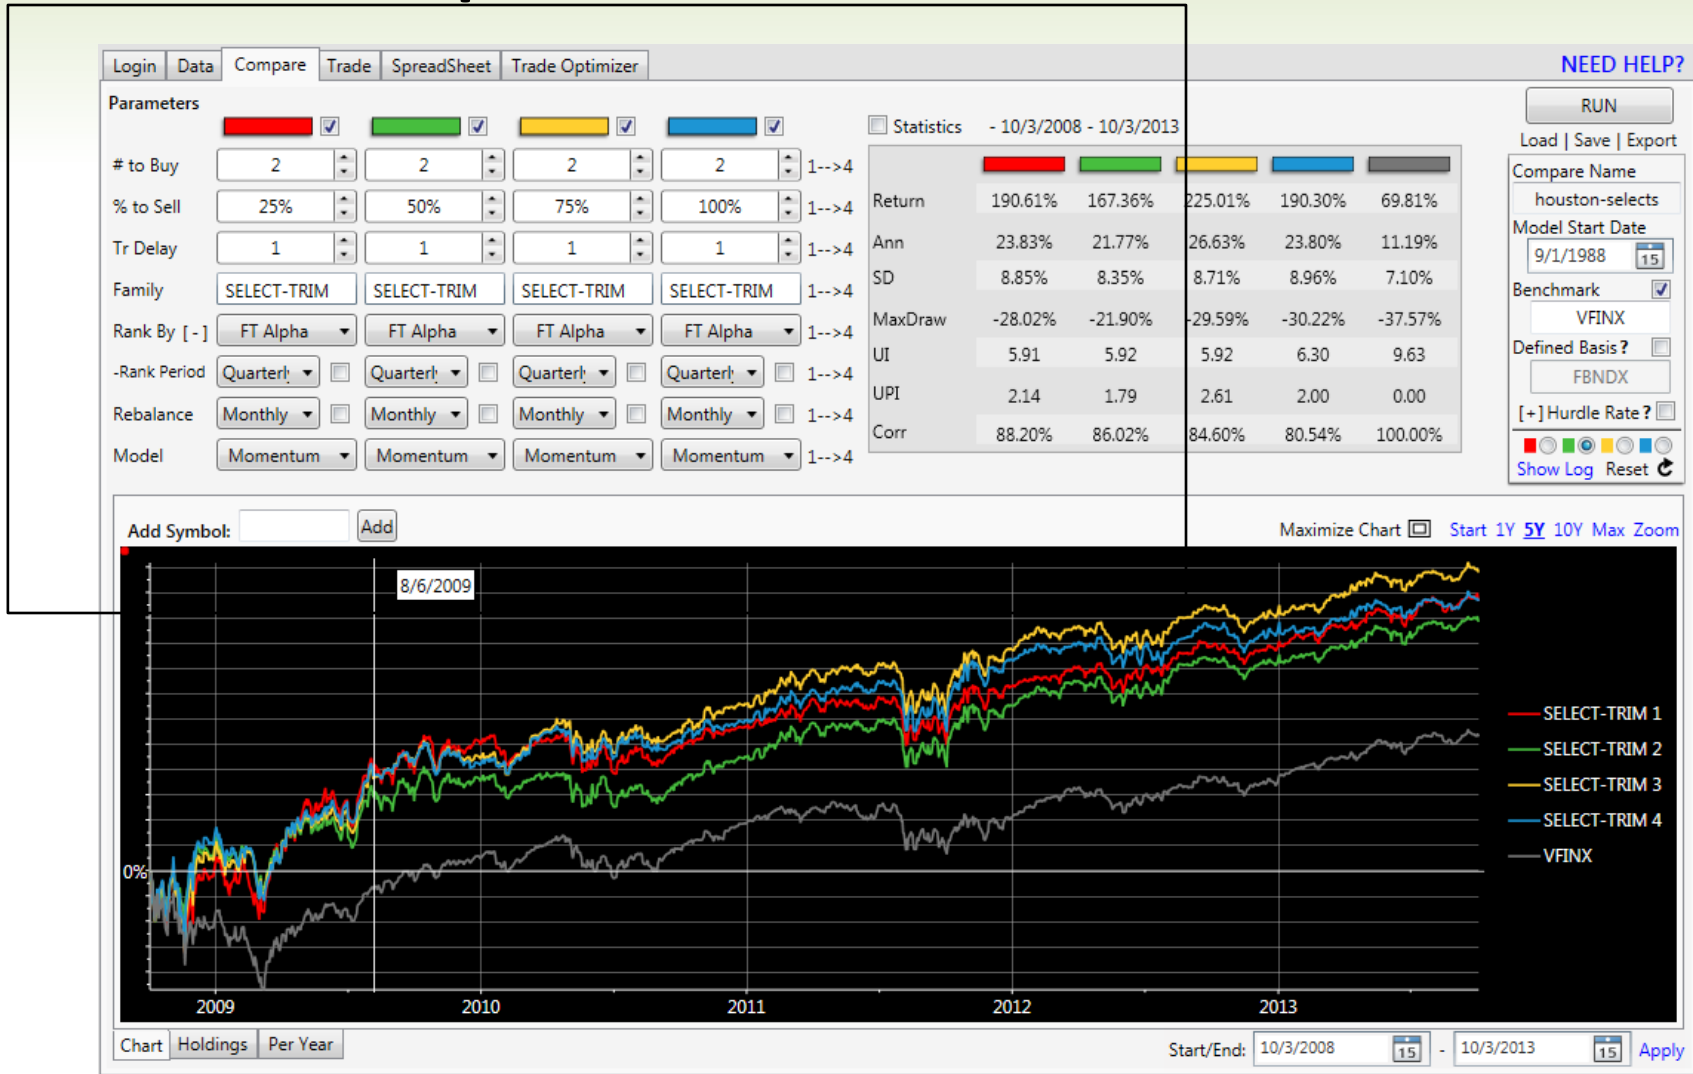 Login Data Compare Trade SpreadSheet Trade Optimizer NEED HELP?
Parameters
RUN
Statistics - 10/3/2008 - 10/3/2013
Load | Save | Export
# to Buy 2 2 2 2 1-->4
Compare Name
houston-selects
% to Sell 25% 50% 75% 100% 1-->4
Return 190.61% 167.36% 225.01% 190.30% 69.81%
Model Start Date
9/1/1988 15
Tr Delay 1 1 1 1 1-->4
Ann 23.83% 21.77% 26.63% 23.80% 11.19%
SD 8.85% 8.35% 8.71% 8.96% 7.10%
Family SELECT-TRIM SELECT-TRIM SELECT-TRIM SELECT-TRIM 1-->4
Benchmark
VFINX
MaxDraw -28.02% -21.90% -29.59% -30.22% -37.57%
Rank By [ - ] FT Alpha FT Alpha FT Alpha FT Alpha 1-->4
Defined Basis ?
FBNDX
UI 5.91 5.92 5.92 6.30 9.63
-Rank Period Quarterly Quarterly Quarterly Quarterly 1-->4
UPI 2.14 1.79 2.61 2.00 0.00
Rebalance Monthly Monthly Monthly Monthly 1-->4
[+] Hurdle Rate ?
Corr 88.20% 86.02% 84.60% 80.54% 100.00%
Model Momentum Momentum Momentum Momentum 1-->4
Show Log Reset
Add Symbol: Add
Maximize Chart Start 1Y 5Y 10Y Max Zoom
8/6/2009
SELECT-TRIM 1
SELECT-TRIM 2
SELECT-TRIM 3
SELECT-TRIM 4
VFINX
0%
2009 2010 2011 2012 2013
Chart Holdings Per Year
Start/End: 10/3/2008 15 - 10/3/2013 15 Apply